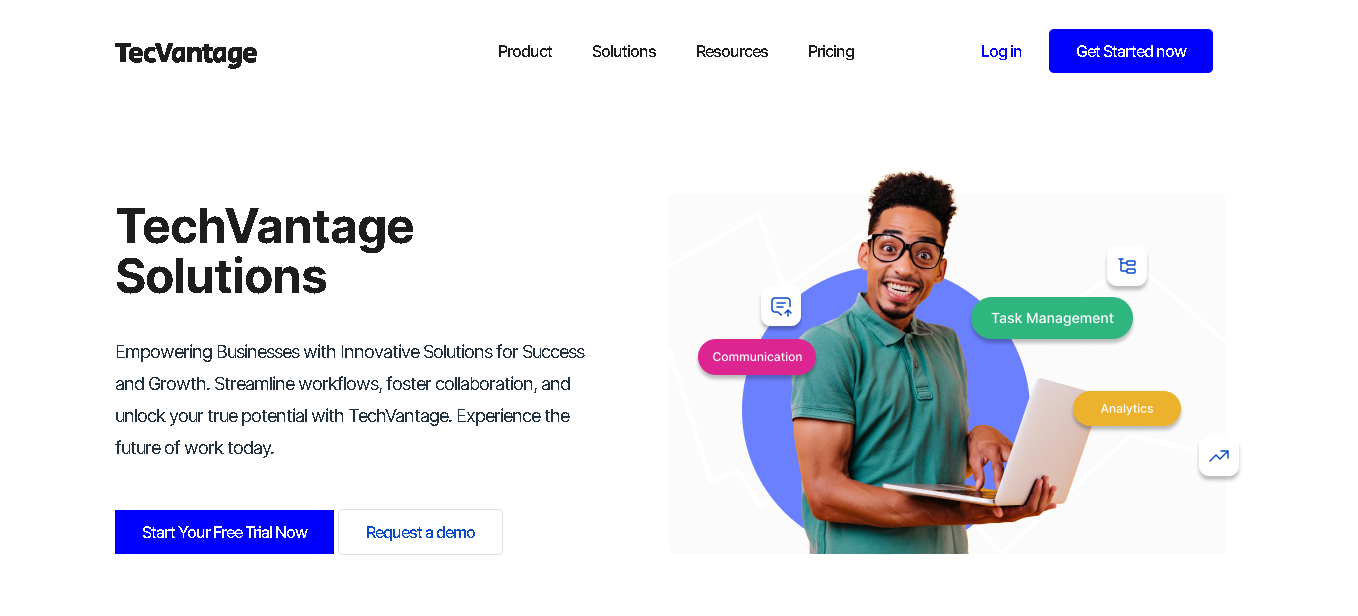 TecVantage
Product
Solutions
Resources
Pricing
Log in
Get Started now
TechVantage
Solutions
Empowering Businesses with Innovative Solutions for Success
and Growth. Streamline workflows, foster collaboration, and
unlock your true potential with TechVantage. Experience the
future of work today.
Start Your Free Trial Now
Request a demo
Task Management
Communication
Analytics